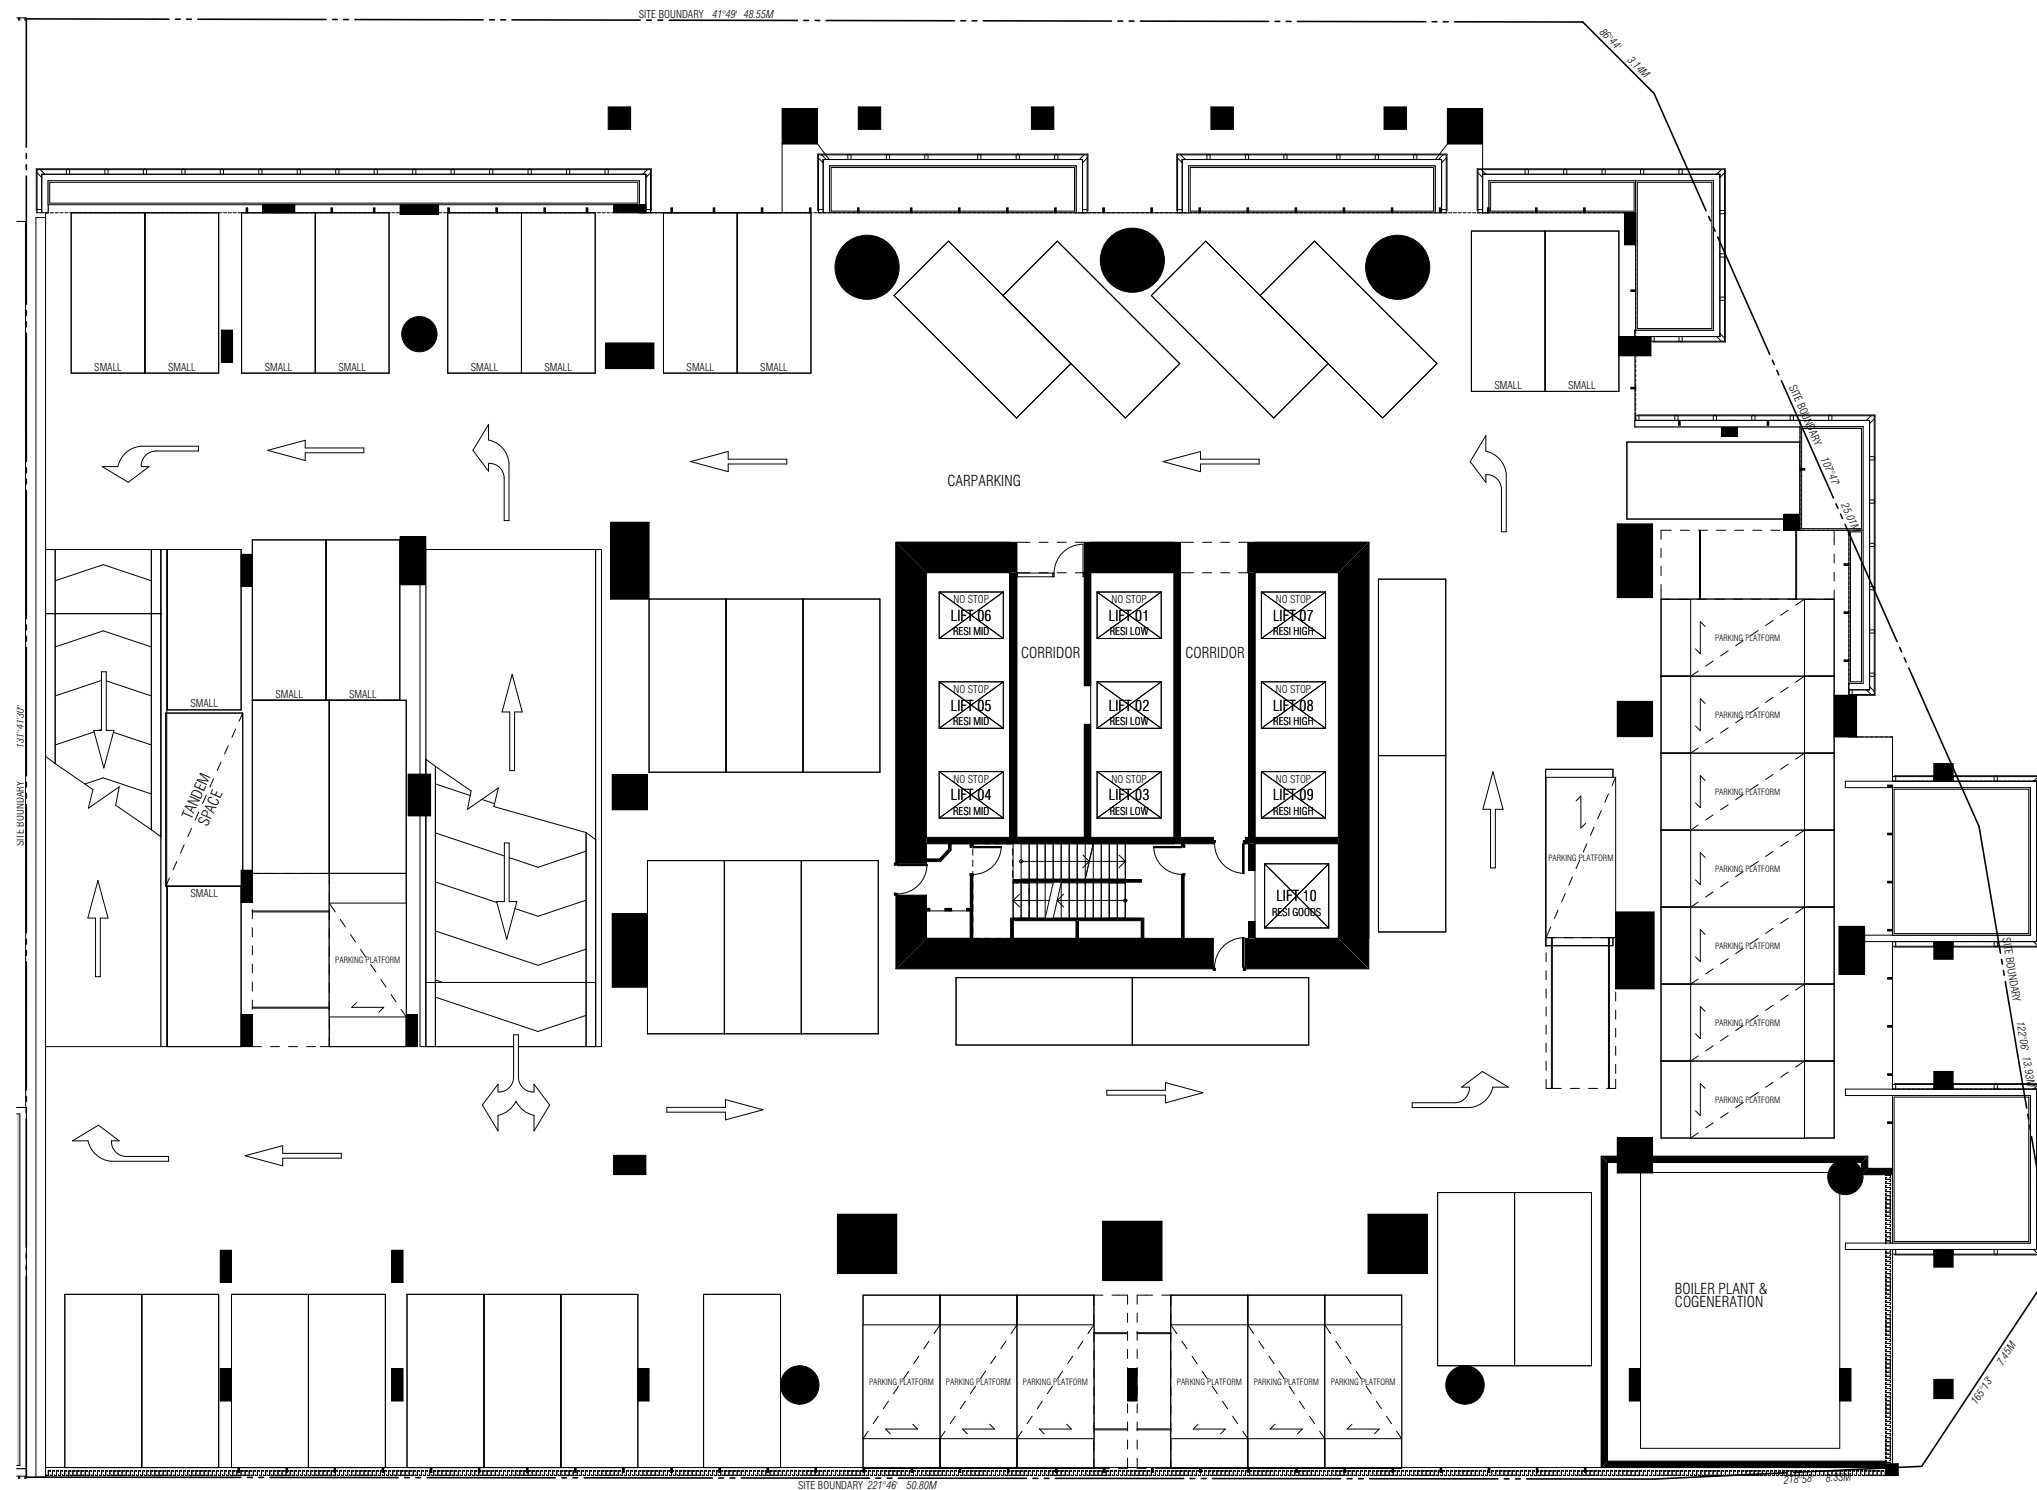 SITE BOUNDARY 41°49' 48.55M
86°44' 3.14M
SMALL SMALL SMALL SMALL SMALL SMALL SMALL SMALL SMALL SMALL
SITE BOUNDARY 107°47' 25.01M
CARPARKING
NO STOP
LIFT 06
RESI MID
NO STOP
LIFT 01
RESI LOW
NO STOP
LIFT 07
RESI HIGH
CORRIDOR
CORRIDOR
PARKING PLATFORM
SMALL
SMALL
SMALL
NO STOP
LIFT 05
RESI MID
NO STOP
LIFT 02
RESI LOW
NO STOP
LIFT 08
RESI HIGH
PARKING PLATFORM
SITE BOUNDARY 131°41'30"
TANDEM
SPACE
NO STOP
LIFT 04
RESI MID
NO STOP
LIFT 03
RESI LOW
NO STOP
LIFT 09
RESI HIGH
PARKING PLATFORM
PARKING PLATFORM
PARKING PLATFORM
SMALL
LIFT 10
RESI GOODS
PARKING PLATFORM
PARKING PLATFORM
PARKING PLATFORM
PARKING PLATFORM
SITE BOUNDARY 122°06' 13.93M
BOILER PLANT &
COGENERATION
PARKING PLATFORM PARKING PLATFORM PARKING PLATFORM PARKING PLATFORM PARKING PLATFORM PARKING PLATFORM
165°13' 7.45M
SITE BOUNDARY 221°46' 50.80M
218°58' 8.33M